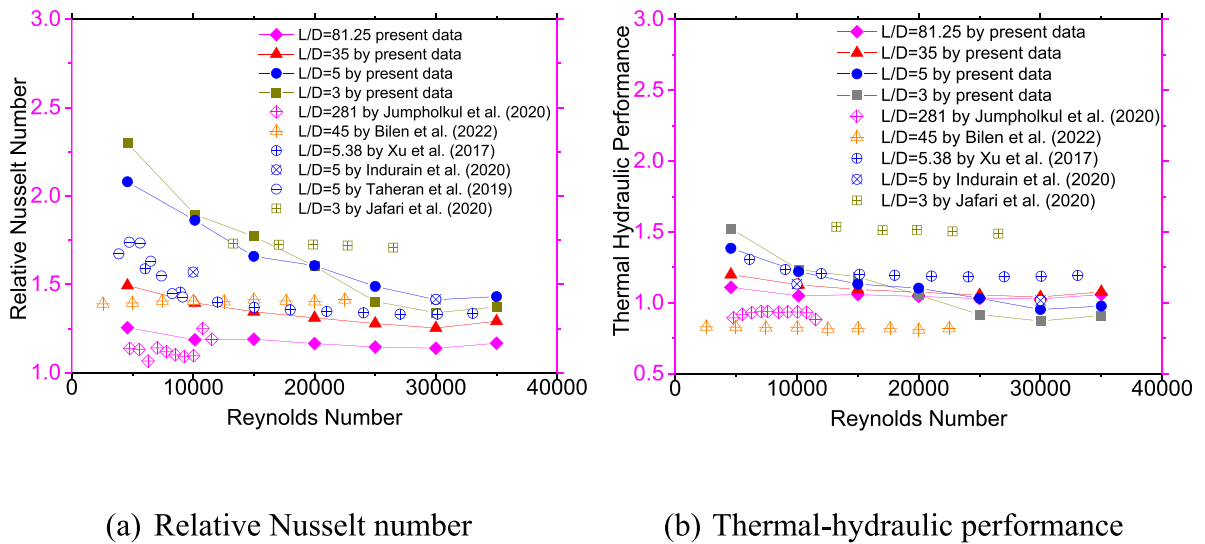 3.0
2.5
2.0
1.5
1.0
Relative Nusselt Number
L/D=81.25 present data
L/D=35 by present data
L/D=5 by present data
L/D=3 by present data
L/D=281 by Jumpholkul et al. (2020)
L/D=45 by Bilen et al. (2022)
L/D=5.38 by Xu et al. (2017)
L/D=5 by Indurain et al. (2020)
L/D=5 by Taheran et al. (2019)
L/D=3 by Jafari et al. (2020)
0 10000 20000 30000 40000
Reynolds Number
(a) Relative Nusselt number
3.0
2.5
2.0
1.5
1.0
0.5
Thermal Hydraulic Performance
L/D=81.25 by present data
L/D=35 by present data
L/D=5 by present data
L/D=3 by present data
L/D=281 by Jumpholkul et al. (2020)
L/D=45 by Bilen et al. (2022)
L/D=5.38 by Xu et al. (2017)
L/D=5 by Indurain et al. (2020)
L/D=3 by Jafari et al. (2020)
0 10000 20000 30000 40000
Reynolds Number
(b) Thermal-hydraulic performance